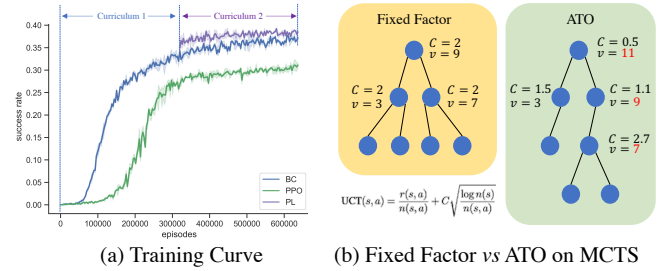 Curriculum 1
Curriculum 2
success rate
0.40
0.35
0.30
0.25
0.20
0.15
0.10
0.05
0.00
0
100000
200000
300000
400000
500000
600000
episodes
BC
PPO
PL
(a) Training Curve
Fixed Factor
C = 2
v = 9
C = 2
v = 3
C = 2
v = 7
UCT(s, a) = r(s, a) / n(s, a) + C √(log n(s) / n(s, a))
ATO
C = 0.5
v = 11
C = 1.5
v = 3
C = 1.1
v = 9
C = 2.7
v = 7
(b) Fixed Factor vs ATO on MCTS